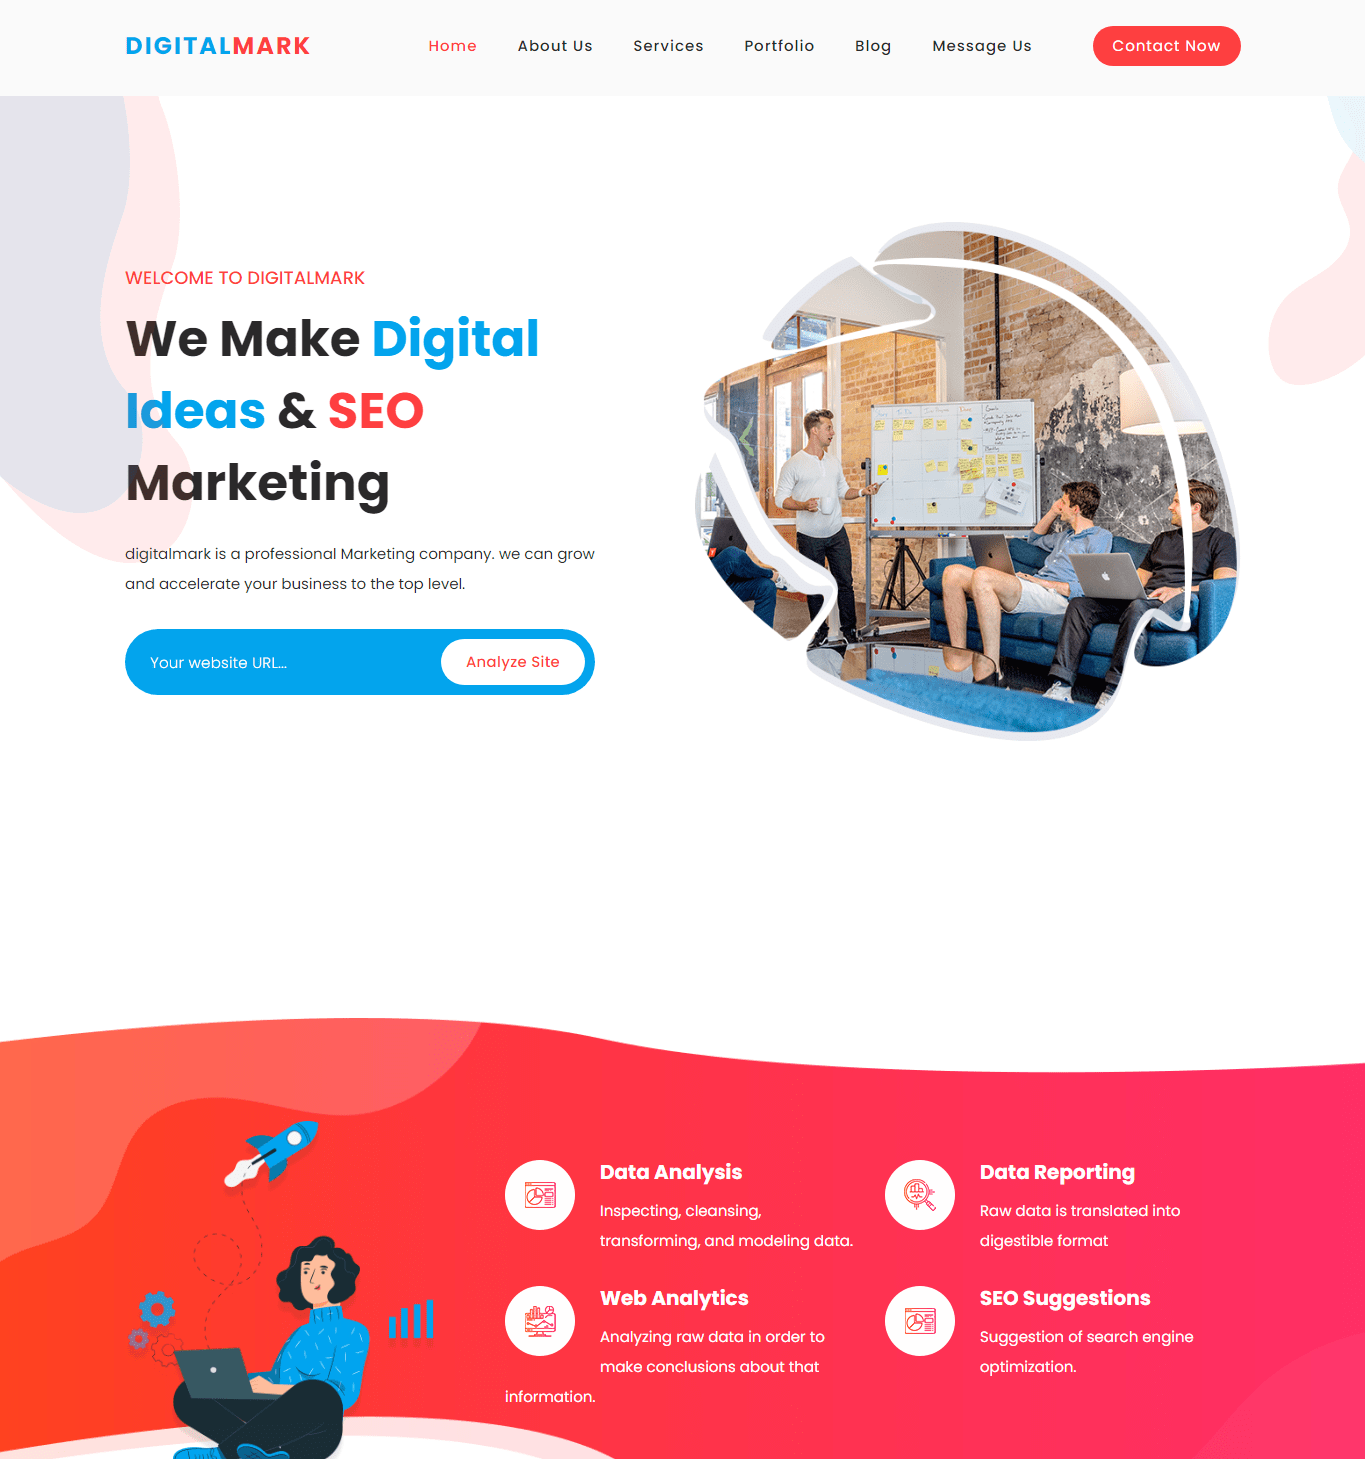 DIGITALMARK
Home
About Us
Services
Portfolio
Blog
Message Us
Contact Now
WELCOME TO DIGITALMARK
We Make Digital
Ideas & SEO
Marketing
digitalmark is a professional Marketing company. we can grow
and accelerate your business to the top level.
Your website URL...
Analyze Site
Data Analysis
Inspecting, cleansing,
transforming, and modeling data.
Data Reporting
Raw data is translated into
digestible format
Web Analytics
Analyzing raw data in order to
make conclusions about that
information.
SEO Suggestions
Suggestion of search engine
optimization.